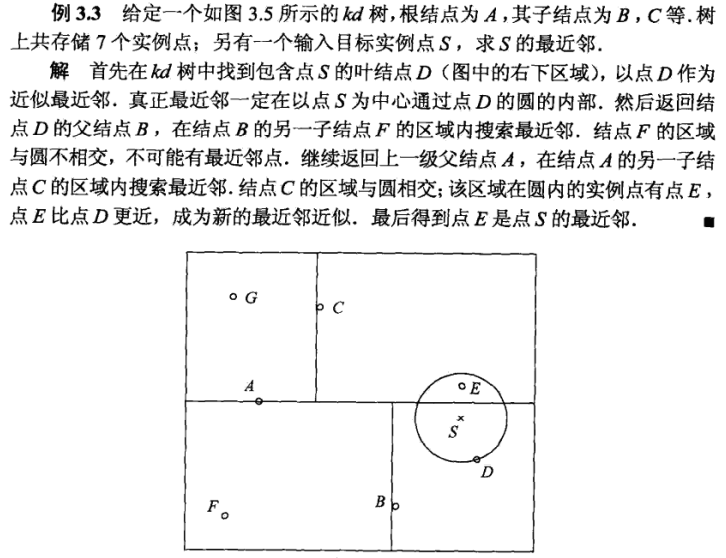 例 3.3 给定一个如图 3.5 所示的 kd 树,根结点为 A,其子结点为 B,C 等.树
上共存储 7 个实例点;另有一个输入目标实例点 S,求 S 的最近邻.
解 首先在 kd 树中找到包含点 S 的叶结点 D(图中的右下区域),以点 D 作为
近似最近邻.真正最近邻一定在以点 S 为中心通过点 D 的圆的内部.然后返回结
点 D 的父结点 B,在结点 B 的另一子结点 F 的区域内搜索最近邻.结点 F 的区域
与圆不相交,不可能有最近邻点.继续返回上一级父结点 A,在结点 A 的另一子结
点 C 的区域内搜索最近邻.结点 C 的区域与圆相交;该区域在圆内的实例点有点 E,
点 E 比点 D 更近,成为新的最近邻近似.最后得到点 E 是点 S 的最近邻. ■
G
C
A
E
S
D
B
F